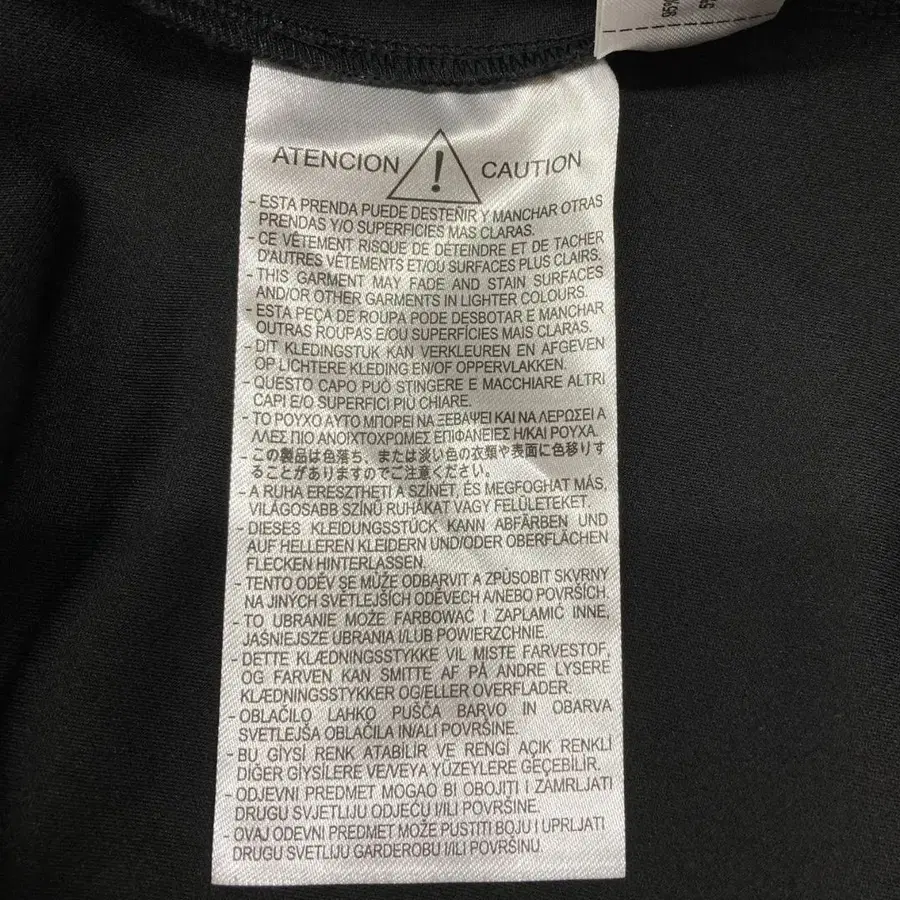 ATENCION ! CAUTION
- ESTA PRENDA PUEDE DESTEÑIR Y MANCHAR OTRAS
PRENDAS Y/O SUPERFICIES MAS CLARAS.
- CE VÊTEMENT RISQUE DE DÉTEINDRE ET DE TACHER
D'AUTRES VÊTEMENTS ET/OU SURFACES PLUS CLAIRS.
- THIS GARMENT MAY FADE AND STAIN SURFACES
AND/OR OTHER GARMENTS IN LIGHTER COLOURS.
- ESTA PEÇA DE ROUPA PODE DESBOTAR E MANCHAR
OUTRAS ROUPAS E/OU SUPERFÍCIES MAIS CLARAS.
- DIT KLEDINGSTUK KAN VERKLEUREN EN AFGEVEN
OP LICHTERE KLEDING EN/OF OPPERVLAKKEN.
- QUESTO CAPO PUÒ STINGERE E MACCHIARE ALTRI
CAPI E/O SUPERFICI PIÙ CHIARE.
- ΤΟ ΡΟΥΧΟ ΑΥΤΟ ΜΠΟΡΕΙ ΝΑ ΞΕΒΑΨΕΙ ΚΑΙ ΝΑ ΛΕΡΩΣΕΙ Α
ΛΛΕΣ ΠΙΟ ΑΝΟΙΧΤΟΧΡΩΜΕΣ ΕΠΙΦΑΝΕΙΕΣ Η/ΚΑΙ ΡΟΥΧΑ.
- この製品は色落ち、または淡い色の衣類や表面に色移りす
ることがありますのでご注意ください。
- A RUHA ERESZTHETI A SZÍNÉT, ÉS MEGFOGHAT MÁS,
VILÁGOSABB SZÍNŰ RUHÁKAT VAGY FELÜLETEKET.
- DIESES KLEIDUNGSSTÜCK KANN ABFÄRBEN UND
AUF HELLEREN KLEIDERN UND/ODER OBERFLÄCHEN
FLECKEN HINTERLASSEN.
- TENTO ODĚV SE MŮŽE ODBARVIT A ZPŮSOBIT SKVRNY
NA JINÝCH SVĚTLEJŠÍCH ODĚVECH A/NEBO POVRŠÍCH.
- TO UBRANIE MOŻE FARBOWAĆ I ZAPLAMIĆ INNE,
JAŚNIEJSZE UBRANIA I/LUB POWIERZCHNIE.
- DETTE KLÆDNINGSSTYKKE VIL MISTE FARVESTOF,
OG FARVEN KAN SMITTE AF PÅ ANDRE LYSERE
KLÆDNINGSSTYKKER OG/ELLER OVERFLADER.
- OBLAČILO LAHKO PUŠČA BARVO IN OBARVA
SVETLEJŠA OBLAČILA IN/ALI POVRŠINE.
- BU GİYSİ RENK ATABİLİR VE RENGİ AÇIK RENKLİ
DİĞER GİYSİLERE VE/VEYA YÜZEYLERE GEÇEBİLİR.
- ODJEVNI PREDMET MOGAO BI OBOJITI I ZAMRLJATI
DRUGU SVJETLIJU ODJEĆU I/ILI POVRŠINE.
- OVAJ ODEVNI PREDMET MOŽE PUSTITI BOJU I UPRLJATI
DRUGU SVETLIJU GARDEROBU I/ILI POVRŠINU.